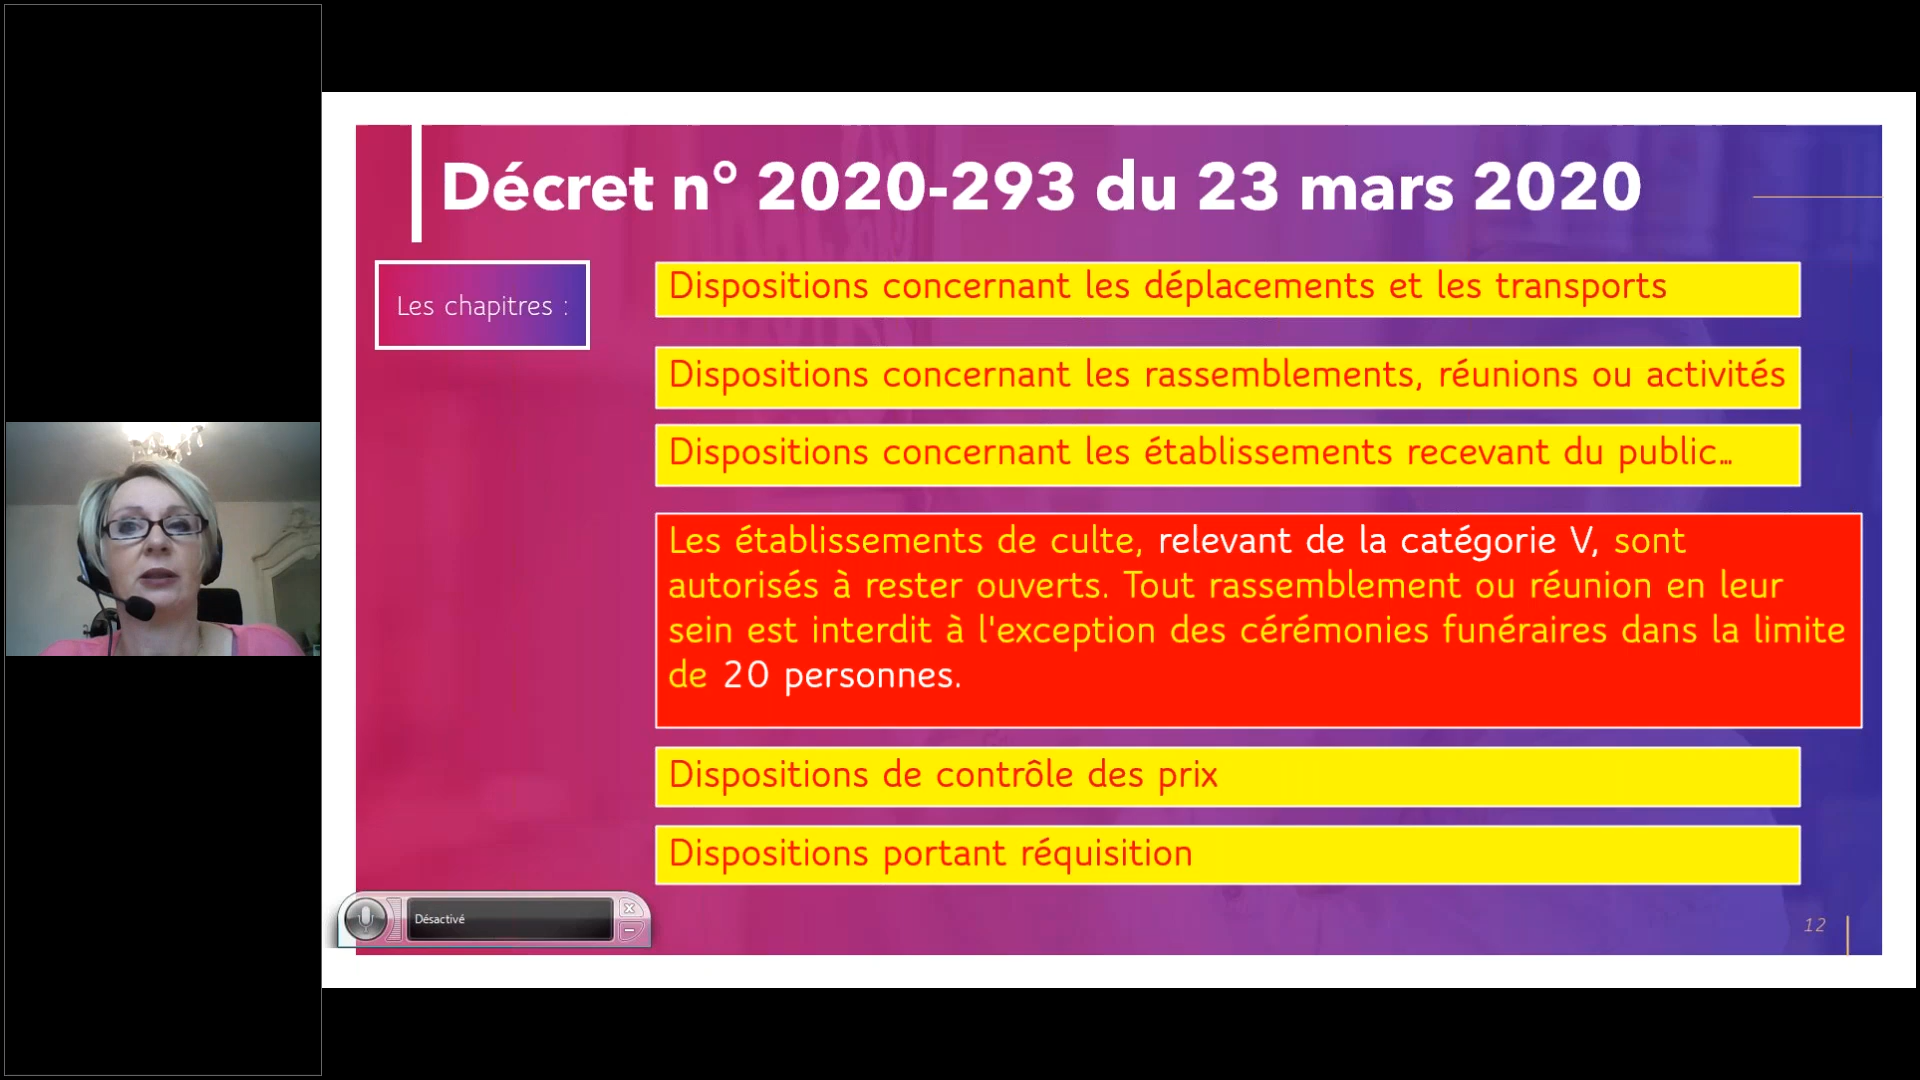 Décret n° 2020-293 du 23 mars 2020
Les chapitres :
Dispositions concernant les déplacements et les transports
Dispositions concernant les rassemblements, réunions ou activités
Dispositions concernant les établissements recevant du public...
Les établissements de culte, relevant de la catégorie V, sont
autorisés à rester ouverts. Tout rassemblement ou réunion en leur
sein est interdit à l'exception des cérémonies funéraires dans la limite
de 20 personnes.
Dispositions de contrôle des prix
Dispositions portant réquisition
Désactivé
12